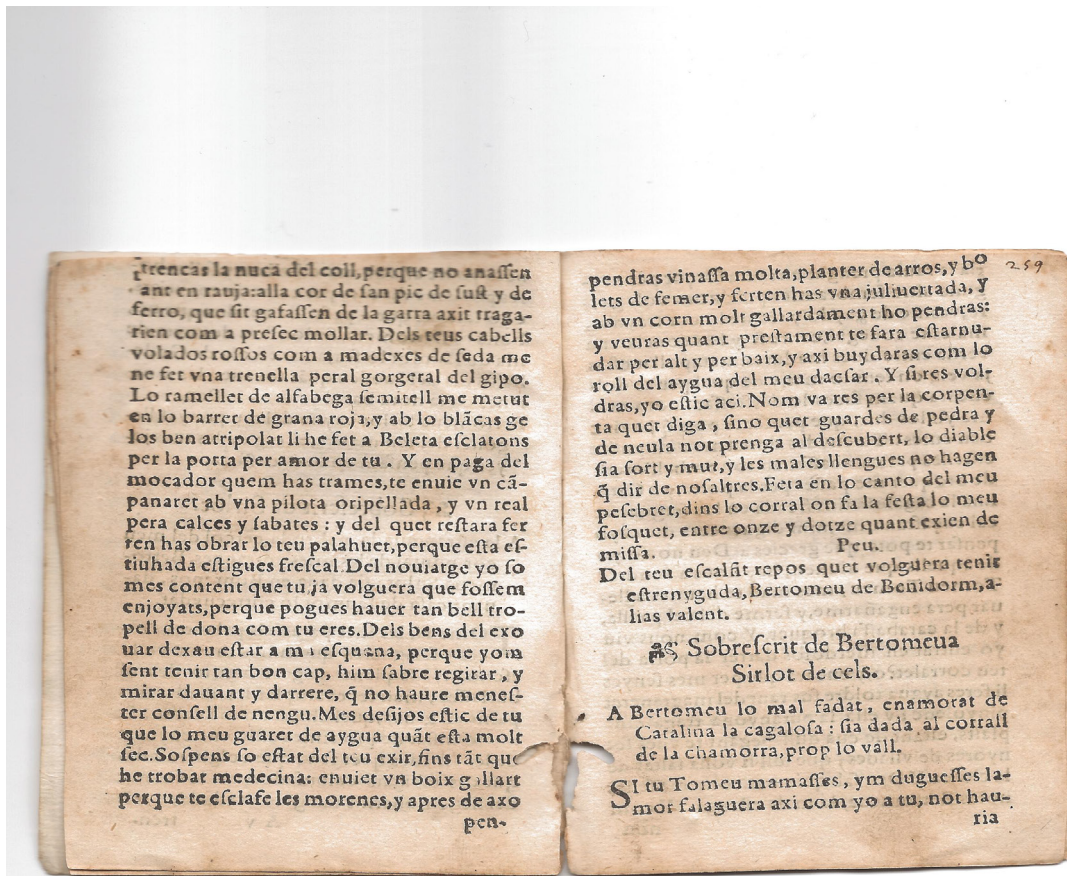 trencas la nuca del coll, perque no anaſſen
ant en rauja: alla cor de ſan pic de ſuſt y de
ferro, que ſit gafaſſen de la garra axit traga-
rien com a preſec mollar. Dels teus cabells
volados roſſos com a madexes de ſeda me
ne fet vna trenella peral gorgeral del gipo.
Lo ramellet de alfabega ſemitell me metut
en lo barret de grana roja, y ab lo blãcas ge
los ben atripolat li he fet a Beleta eſclatons
per la porta per amor de tu . Y en paga del
mocador quem has trames, te enuie vn cã-
panaret ab vna pilota oripellada , y vn real
pera calces y ſabates : y del quet reſtara fer
ten has obrar lo teu palahuet, perque eſta eſ-
tiuhada eſtigues freſcal. Del nouiatge yo ſo
mes content que tu, ja volguera que foſſem
enjoyats, perque pogues hauer tan bell tro-
pell de dona com tu eres. Dels bens del exo
uar dexau eſtar a mi eſquena, perque yom
ſent tenir tan bon cap, him ſabre regirar , y
mirar dauant y darrere, q̃ no haure meneſ-
ter conſell de nengu. Mes deſijos eſtic de tu
que lo meu guaret de aygua quãt eſta molt
ſec. Soſpens ſo eſtat del teu exir, fins tãt que
he trobat medecina: enuiet vn boix gallart
perque te eſclafe les morenes, y apres de axo
pen-
259
pendras vinaſſa molta, planter de arros, y bo
lets de femer, y ferten has vna juliuertada, y
ab vn corn molt gallardament ho pendras:
y veuras quant preſtament te fara eſtarnu-
dar per alt y per baix, y axi buydaras com lo
roll del aygua del meu dacſar . Y ſi res vol-
dras, yo eſtic aci. Nom va res per la corpen-
ta quet diga , ſino quet guardes de pedra y
de neula not prenga al deſcubert, lo diable
ſia ſort y mut, y les males llengues no hagen
q̃ dir de noſaltres. Feta en lo canto del meu
peſebret, dins lo corral on fa la feſta lo meu
foſquet, entre onze y dotze quant exien de
miſſa. Peu.
Del teu eſcalfat repos quet volguera tenir
eſtrenyguda, Bertomeu de Benidorm, a-
lias valent.
Sobreſcrit de Bertomeua
Sirlot de cels.
A Bertomeu lo mal fadat , enamorat de
Catalina la cagaloſa : ſia dada al corrall
de la chamorra, prop lo vall.
SI tu Tomeu mamaſſes , ym dugueſſes la-
mor falaguera axi com yo a tu, not hau-
ria